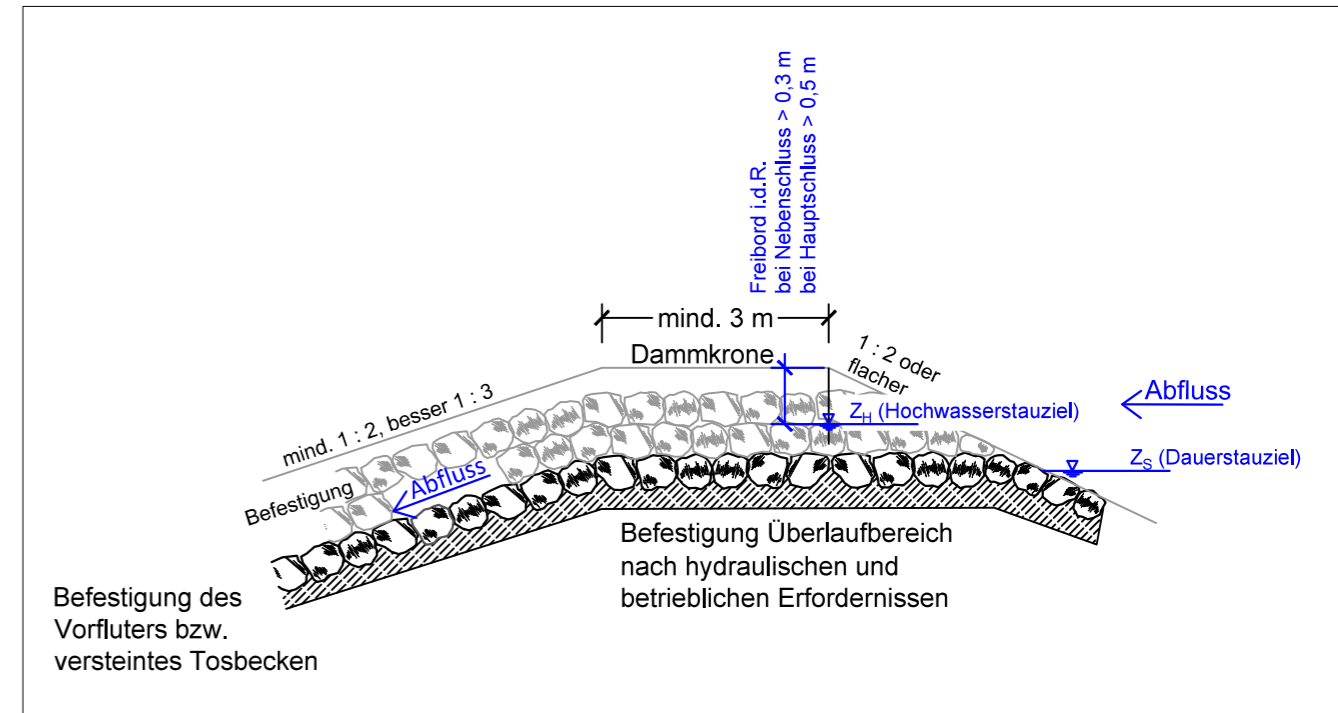 Freibord i.d.R.
bei Nebenschluss > 0,3 m
bei Hauptschluss > 0,5 m
mind. 3 m
Dammkrone
1 : 2 oder
flacher
mind. 1 : 2, besser 1 : 3
Abfluss
Z_H (Hochwasserstauziel)
Z_S (Dauerstauziel)
Befestigung
Abfluss
Befestigung Überlaufbereich
nach hydraulischen und
betrieblichen Erfordernissen
Befestigung des
Vorfluters bzw.
versteintes Tosbecken